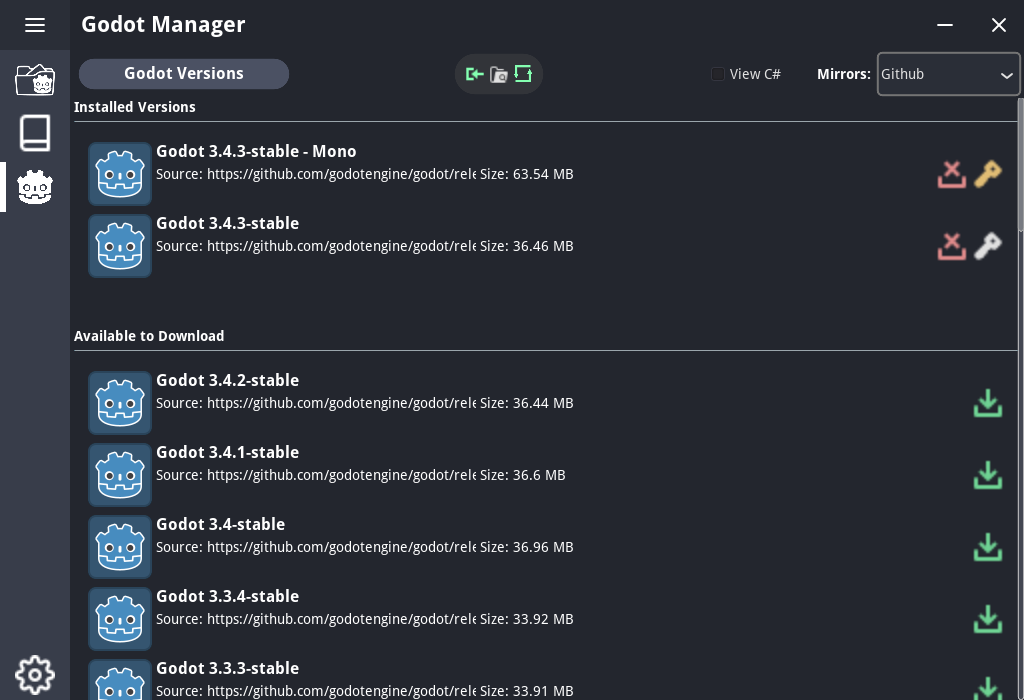 Godot Manager
Godot Versions
View C#
Mirrors:
Github
Installed Versions
Godot 3.4.3-stable - Mono
Source: https://github.com/godotengine/godot/rele Size: 63.54 MB
Godot 3.4.3-stable
Source: https://github.com/godotengine/godot/rele Size: 36.46 MB
Available to Download
Godot 3.4.2-stable
Source: https://github.com/godotengine/godot/rele Size: 36.44 MB
Godot 3.4.1-stable
Source: https://github.com/godotengine/godot/rele Size: 36.6 MB
Godot 3.4-stable
Source: https://github.com/godotengine/godot/rele Size: 36.96 MB
Godot 3.3.4-stable
Source: https://github.com/godotengine/godot/rele Size: 33.92 MB
Godot 3.3.3-stable
Source: https://github.com/godotengine/godot/rele Size: 33.91 MB